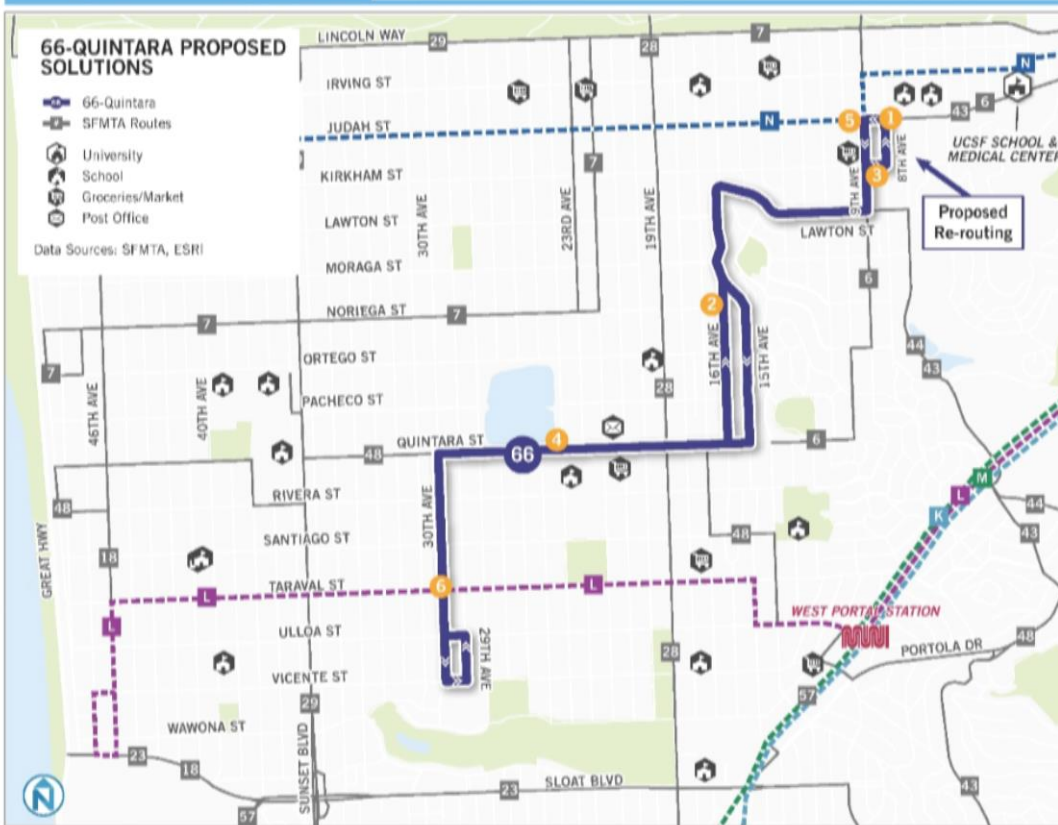 66-QUINTARA PROPOSED
SOLUTIONS
66-Quintara
SFMTA Routes
University
School
Groceries/Market
Post Office
Data Sources: SFMTA, ESRI
LINCOLN WAY
29
28
7
IRVING ST
N
JUDAH ST
N
5
1
43
6
UCSF SCHOOL &
MEDICAL CENTER
8TH AVE
3
9TH AVE
Proposed
Re-routing
KIRKHAM ST
7
LAWTON ST
LAWTON ST
30TH AVE
23RD AVE
19TH AVE
MORAGA ST
6
NORIEGA ST
7
7
2
16TH AVE
15TH AVE
44
43
ORTEGO ST
7
28
46TH AVE
40TH AVE
PACHECO ST
QUINTARA ST
48
66
4
6
30TH AVE
RIVERA ST
48
M
L
K
44
43
SANTIAGO ST
48
GREAT HWY
18
TARAVAL ST
L
6
L
L
WEST PORTAL STATION
MUNI
ULLOA ST
29TH AVE
28
PORTOLA DR
48
VICENTE ST
29
57
WAWONA ST
SUNSET BLVD
23
18
23
SLOAT BLVD
43
57
N